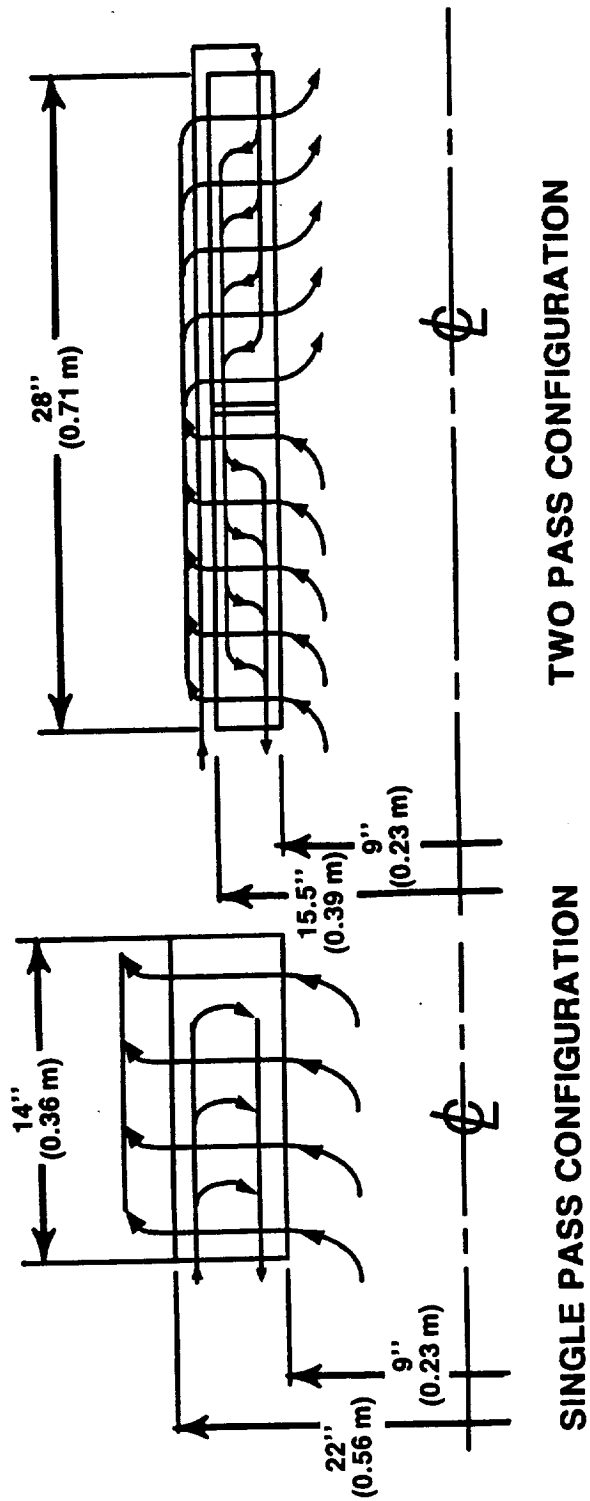 14’’
(0.36 m)
22’’
(0.56 m)
9’’
(0.23 m)
℄
SINGLE PASS CONFIGURATION
28’’
(0.71 m)
15.5’’
(0.39 m)
9’’
(0.23 m)
℄
TWO PASS CONFIGURATION